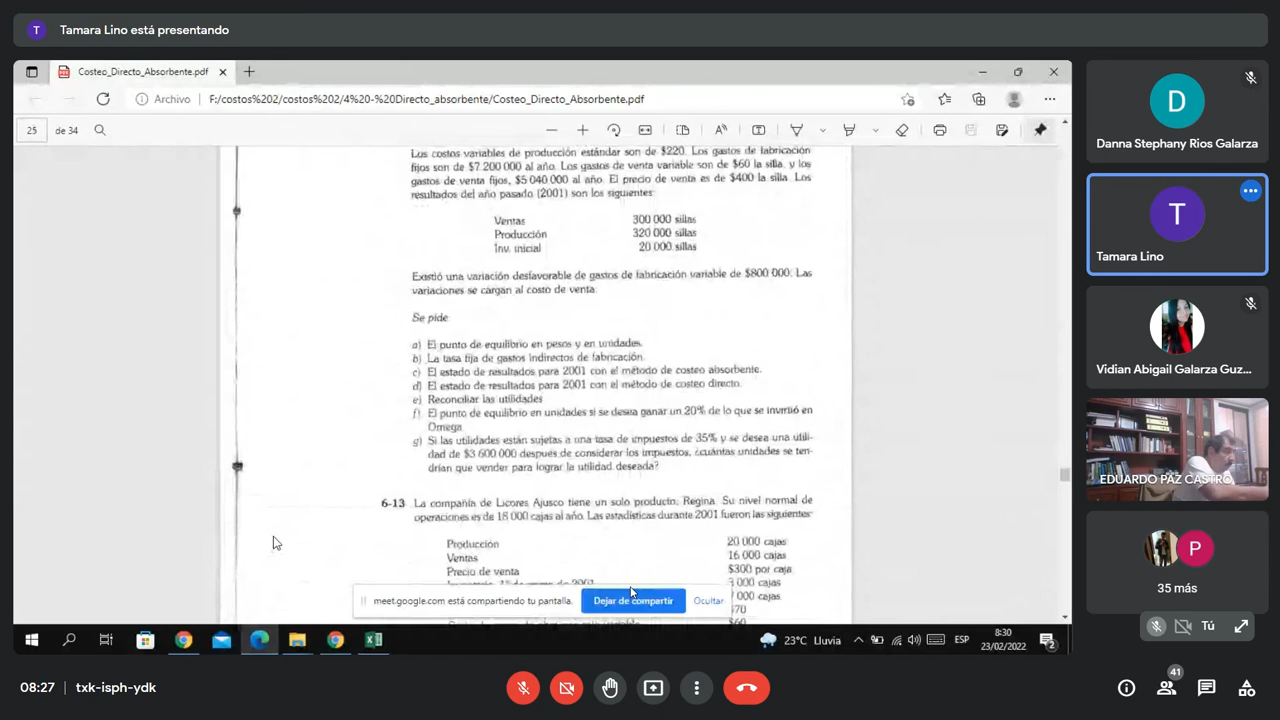 T Tamara Lino está presentando
Costeo_Directo_Absorbente.pdf
Archivo F:/costos%202/costos%202/4%20-%20Directo_absorbente/Costeo_Directo_Absorbente.pdf
25 de 34
Los costos variables de producción estándar son de $220. Los gastos de fabricación
fijos son de $7 200 000 al año. Los gastos de venta variable son de $60 la silla, y los
gastos de venta fijos, $5 040 000 al año. El precio de venta es de $400 la silla. Los
resultados del año pasado (2001) son los siguientes:
Ventas 300 000 sillas
Producción 320 000 sillas
Inv. inicial 20 000 sillas
Existió una variación desfavorable de gastos de fabricación variable de $800 000. Las
variaciones se cargan al costo de venta.
Se pide:
a) El punto de equilibrio en pesos y en unidades.
b) La tasa fija de gastos indirectos de fabricación.
c) El estado de resultados para 2001 con el método de costeo absorbente.
d) El estado de resultados para 2001 con el método de costeo directo.
e) Reconciliar las utilidades
f) El punto de equilibrio en unidades si se desea ganar un 20% de lo que se invirtió en
Omega
g) Si las utilidades están sujetas a una tasa de impuestos de 35% y se desea una utili-
dad de $3 600 000 después de considerar los impuestos, ¿cuántas unidades se ten-
drían que vender para lograr la utilidad deseada?
6-13 La compañía de Licores Ajusco tiene un solo producto, Regina. Su nivel normal de
operaciones es de 18 000 cajas al año. Las estadísticas durante 2001 fueron las siguientes:
Producción 20 000 cajas
Ventas 16 000 cajas
Precio de venta $300 por caja
000 cajas
000 cajas
$60
meet.google.com está compartiendo tu pantalla. Dejar de compartir Ocultar
23°C Lluvia ESP 8:30
23/02/2022 2
D
Danna Stephany Rios Galarza
T
Tamara Lino
Vidian Abigail Galarza Guz...
EDUARDO PAZ CASTRO
P
35 más
Tú
08:27 | txk-isph-ydk
41